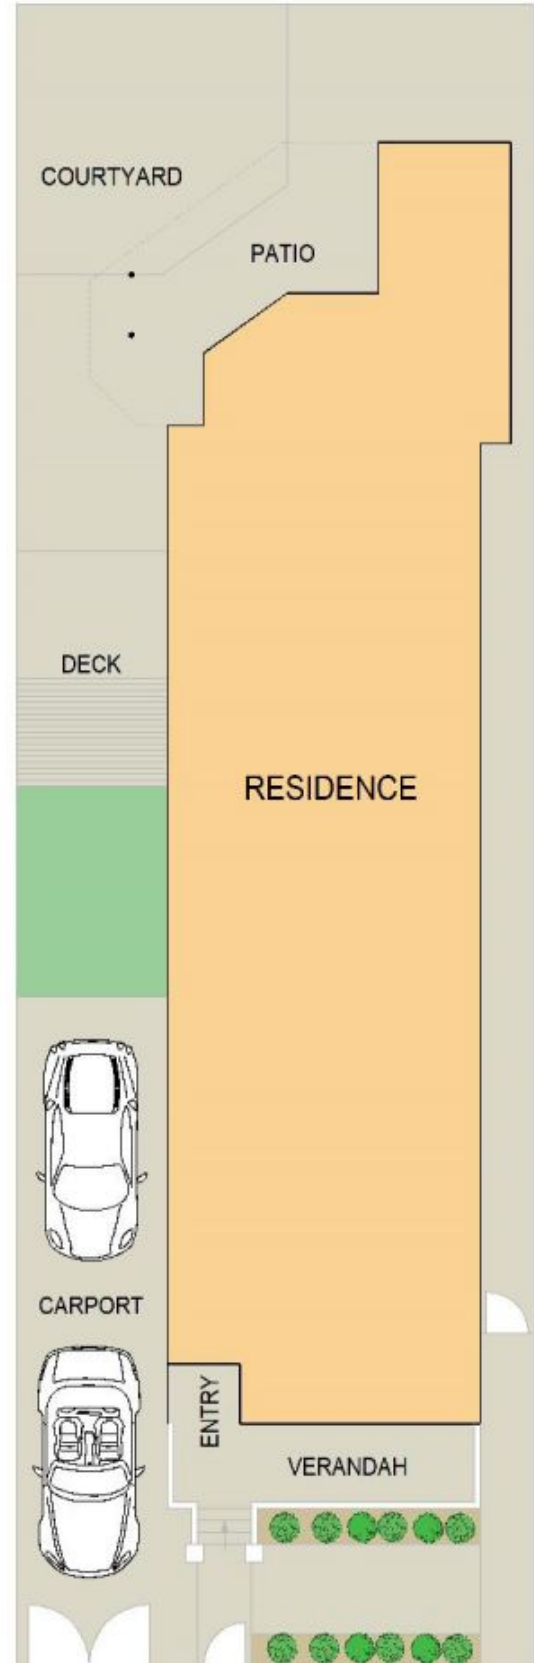 COURTYARD
PATIO
DECK
RESIDENCE
CARPORT
ENTRY
VERANDAH